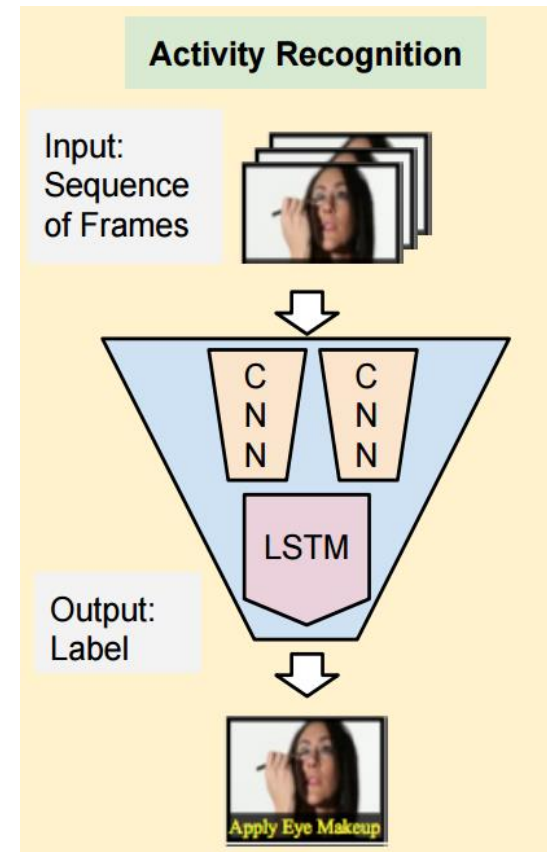 Activity Recognition
Input:
Sequence
of Frames
C
N
N
C
N
N
LSTM
Output:
Label
Apply Eye Makeup